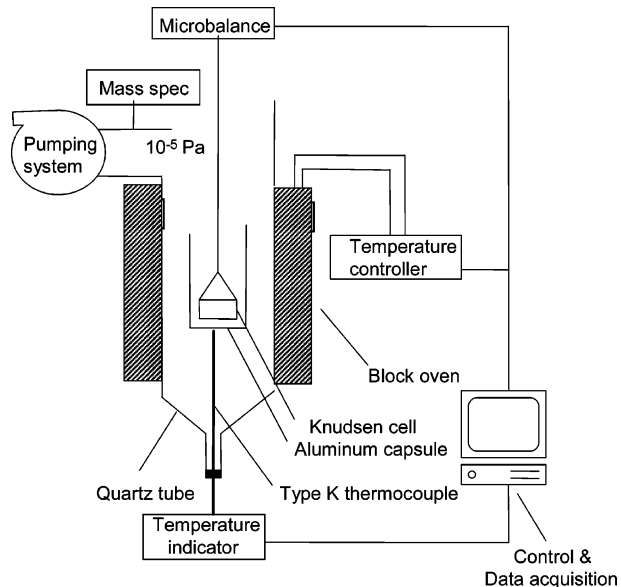 Microbalance
Mass spec
Pumping
system
10-5 Pa
Temperature
controller
Block oven
Knudsen cell
Aluminum capsule
Quartz tube
Type K thermocouple
Temperature
indicator
Control &
Data acquisition